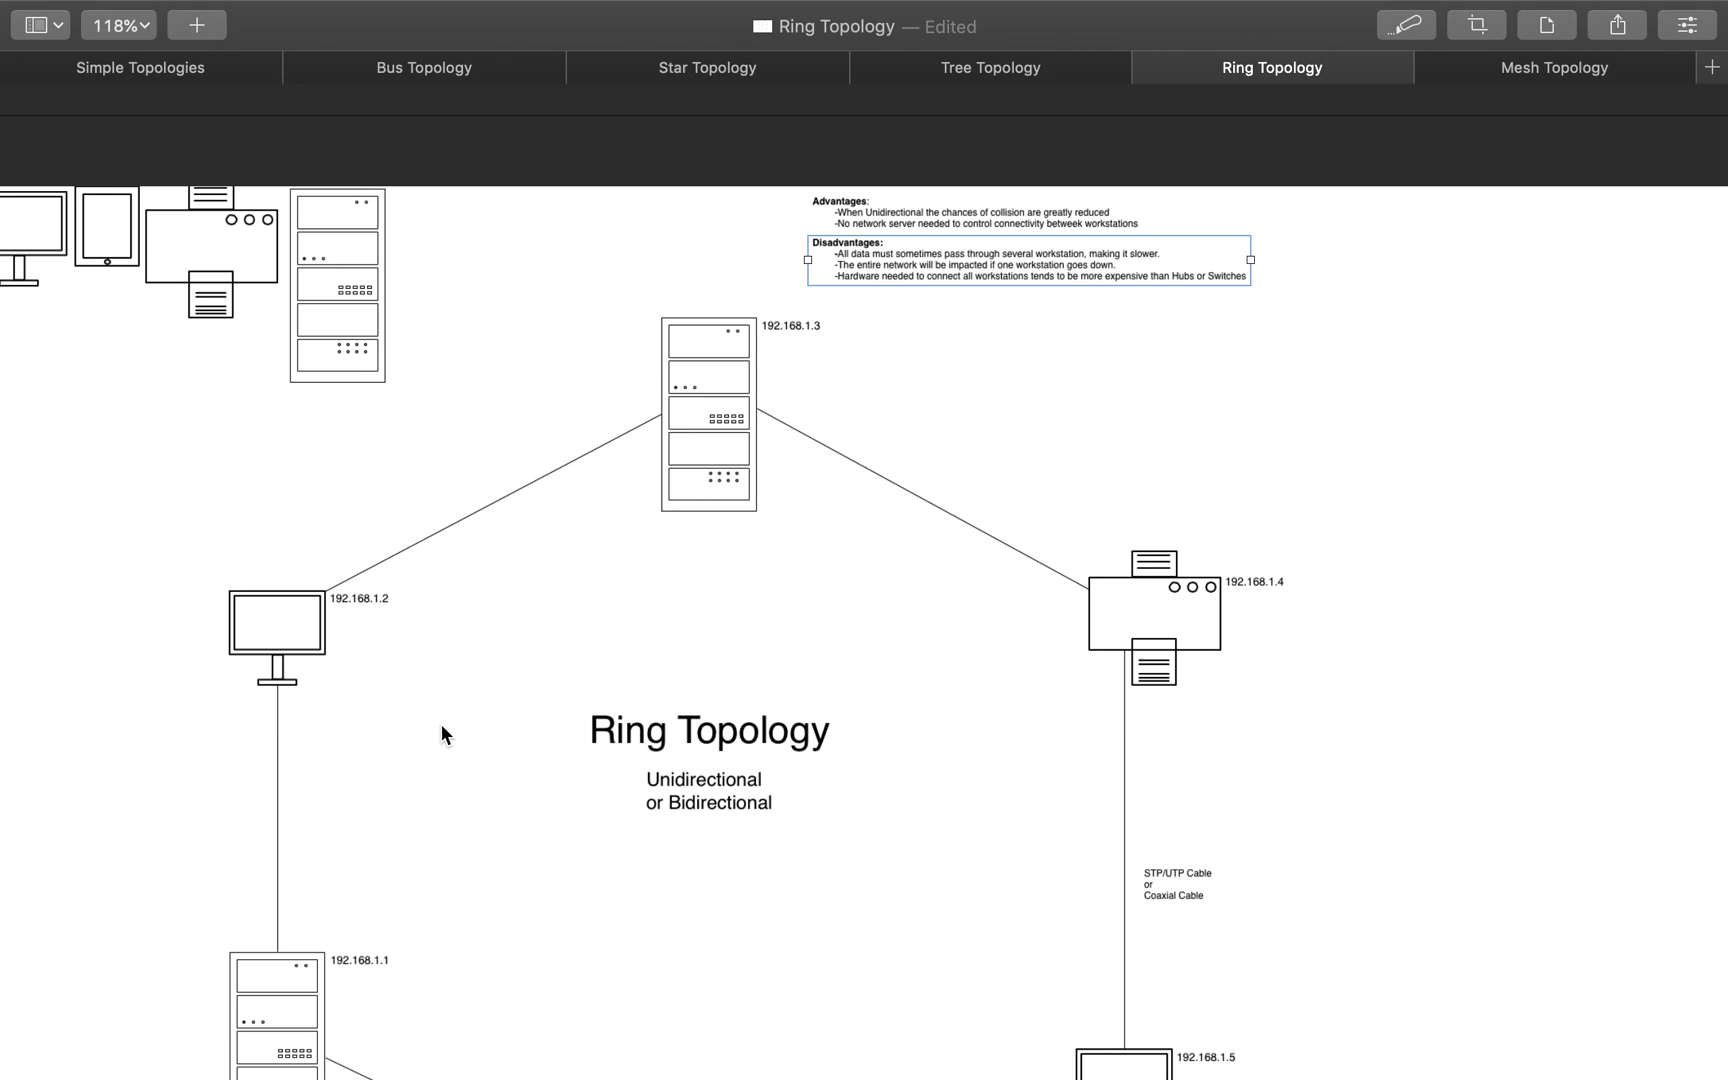 118%
Ring Topology — Edited
Simple Topologies
Bus Topology
Star Topology
Tree Topology
Ring Topology
Mesh Topology
Advantages:
-When Unidirectional the chances of collision are greatly reduced
-No network server needed to control connectivity betweek workstations
Disadvantages:
-All data must sometimes pass through several workstation, making it slower.
-The entire network will be impacted if one workstation goes down.
-Hardware needed to connect all workstations tends to be more expensive than Hubs or Switches
192.168.1.3
192.168.1.4
192.168.1.2
Ring Topology
Unidirectional
or Bidirectional
STP/UTP Cable
or
Coaxial Cable
192.168.1.1
192.168.1.5